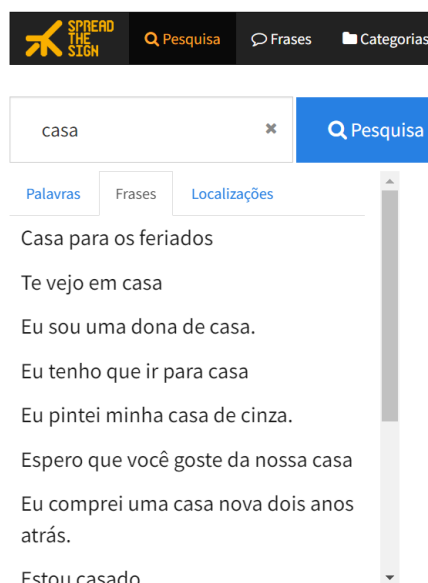 SPREAD
THE
SIGN
Pesquisa
Frases
Categorias
casa
Pesquisa
Palavras
Frases
Localizações
Casa para os feriados
Te vejo em casa
Eu sou uma dona de casa.
Eu tenho que ir para casa
Eu pintei minha casa de cinza.
Espero que você goste da nossa casa
Eu comprei uma casa nova dois anos
atrás.
Estou casado